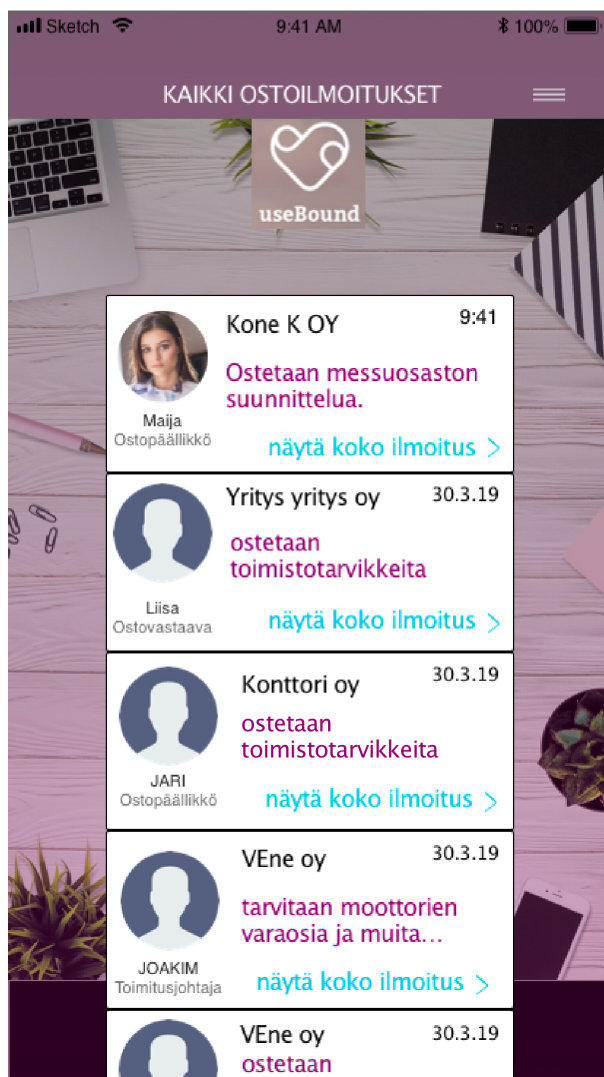 Sketch 9:41 AM 100%
KAIKKI OSTOILMOITUKSET
useBound
Kone K OY 9:41
Ostetaan messuosaston
suunnittelua.
Maija
Ostopäällikkö
näytä koko ilmoitus >
Yritys yritys oy 30.3.19
ostetaan
toimistotarvikkeita
Liisa
Ostovastaava
näytä koko ilmoitus >
Konttori oy 30.3.19
ostetaan
toimistotarvikkeita
JARI
Ostopäällikkö
näytä koko ilmoitus >
VEne oy 30.3.19
tarvitaan moottorien
varaosia ja muita...
JOAKIM
Toimitusjohtaja
näytä koko ilmoitus >
VEne oy 30.3.19
ostetaan